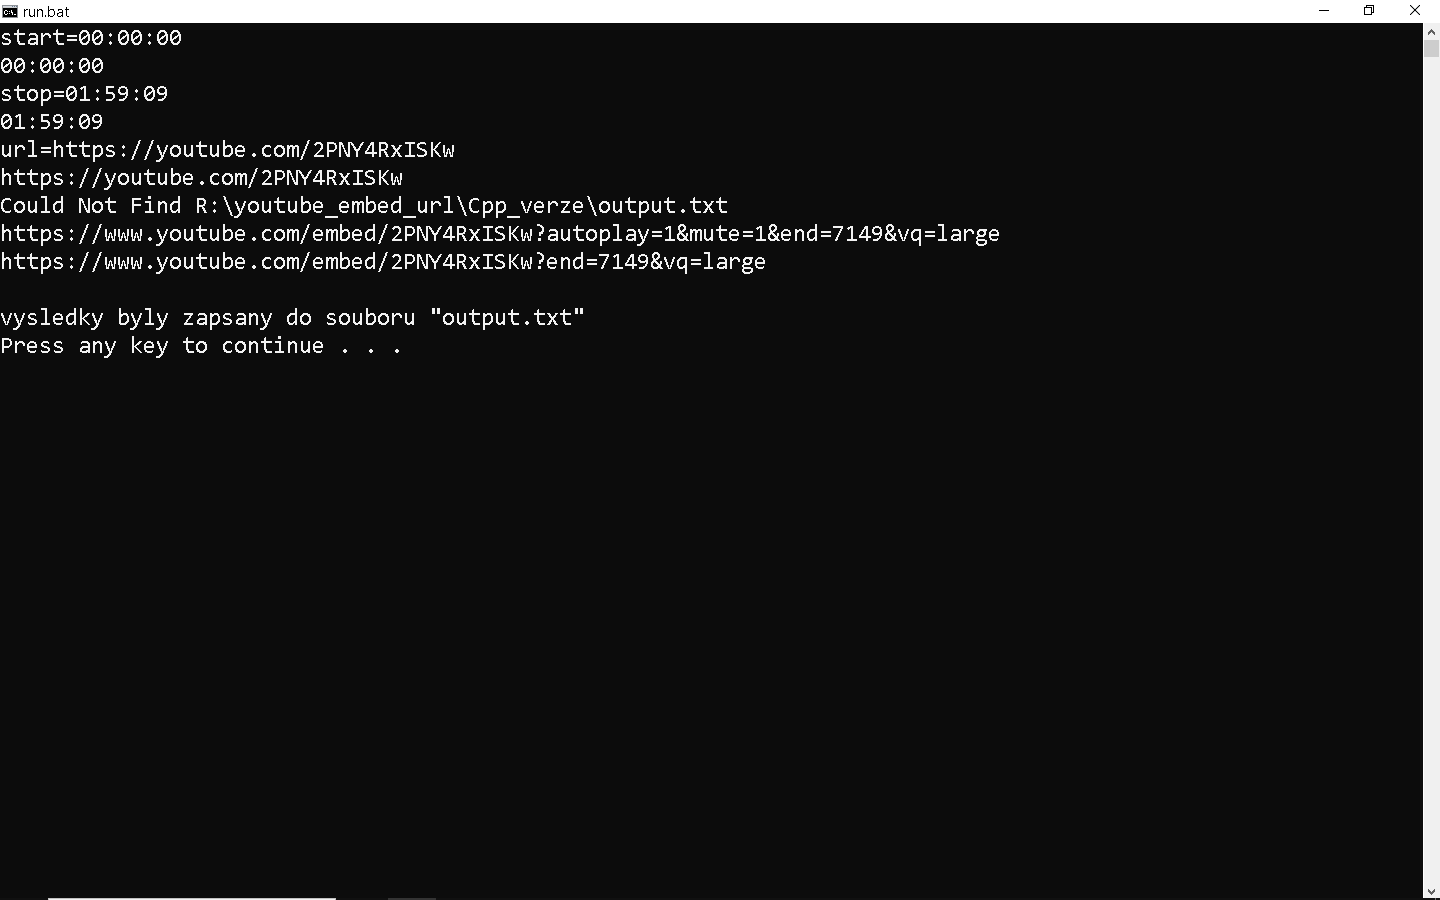 run.bat
start=00:00:00
00:00:00
stop=01:59:09
01:59:09
url=https://youtube.com/2PNY4RxISKw
https://youtube.com/2PNY4RxISKw
Could Not Find R:\youtube_embed_url\Cpp_verze\output.txt
https://www.youtube.com/embed/2PNY4RxISKw?autoplay=1&mute=1&end=7149&vq=large
https://www.youtube.com/embed/2PNY4RxISKw?end=7149&vq=large
vysledky byly zapsany do souboru "output.txt"
Press any key to continue . . .